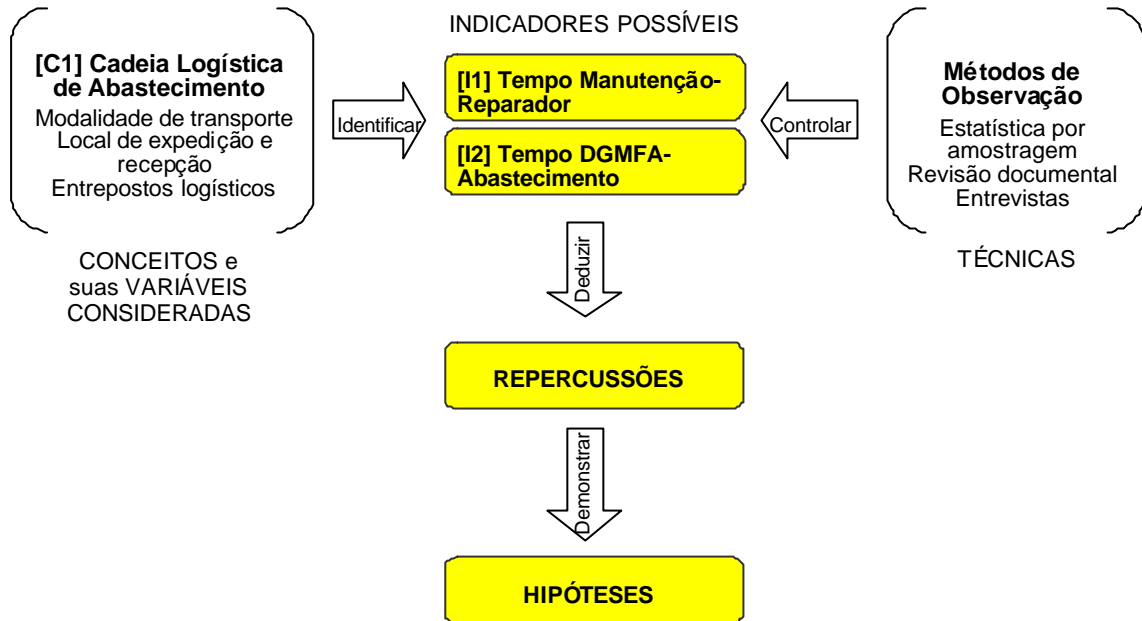 INDICADORES POSSÍVEIS
[C1] Cadeia Logística
de Abastecimento
Modalidade de transporte
Local de expedição e
recepção
Entrepostos logísticos
CONCEITOS e
suas VARIÁVEIS
CONSIDERADAS
Identificar
[I1] Tempo Manutenção-
Reparador
[I2] Tempo DGMFA-
Abastecimento
Controlar
Métodos de
Observação
Estatística por
amostragem
Revisão documental
Entrevistas
TÉCNICAS
Deduzir
REPERCUSSÕES
Demonstrar
HIPÓTESES